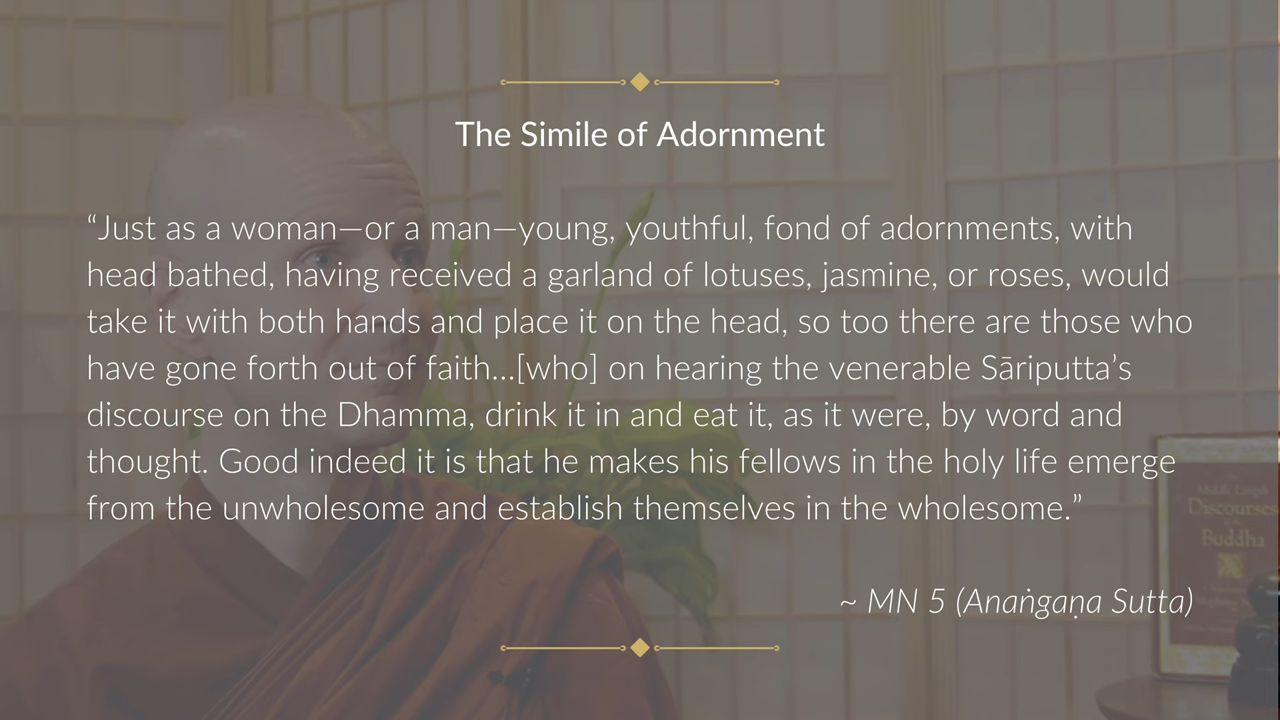 The Simile of Adornment
“Just as a woman—or a man—young, youthful, fond of adornments, with
head bathed, having received a garland of lotuses, jasmine, or roses, would
take it with both hands and place it on the head, so too there are those who
have gone forth out of faith...[who] on hearing the venerable Sāriputta’s
discourse on the Dhamma, drink it in and eat it, as it were, by word and
thought. Good indeed it is that he makes his fellows in the holy life emerge
from the unwholesome and establish themselves in the wholesome.”
~ MN 5 (Anaṅgaṇa Sutta)
Middle Length
Discourses
Buddha